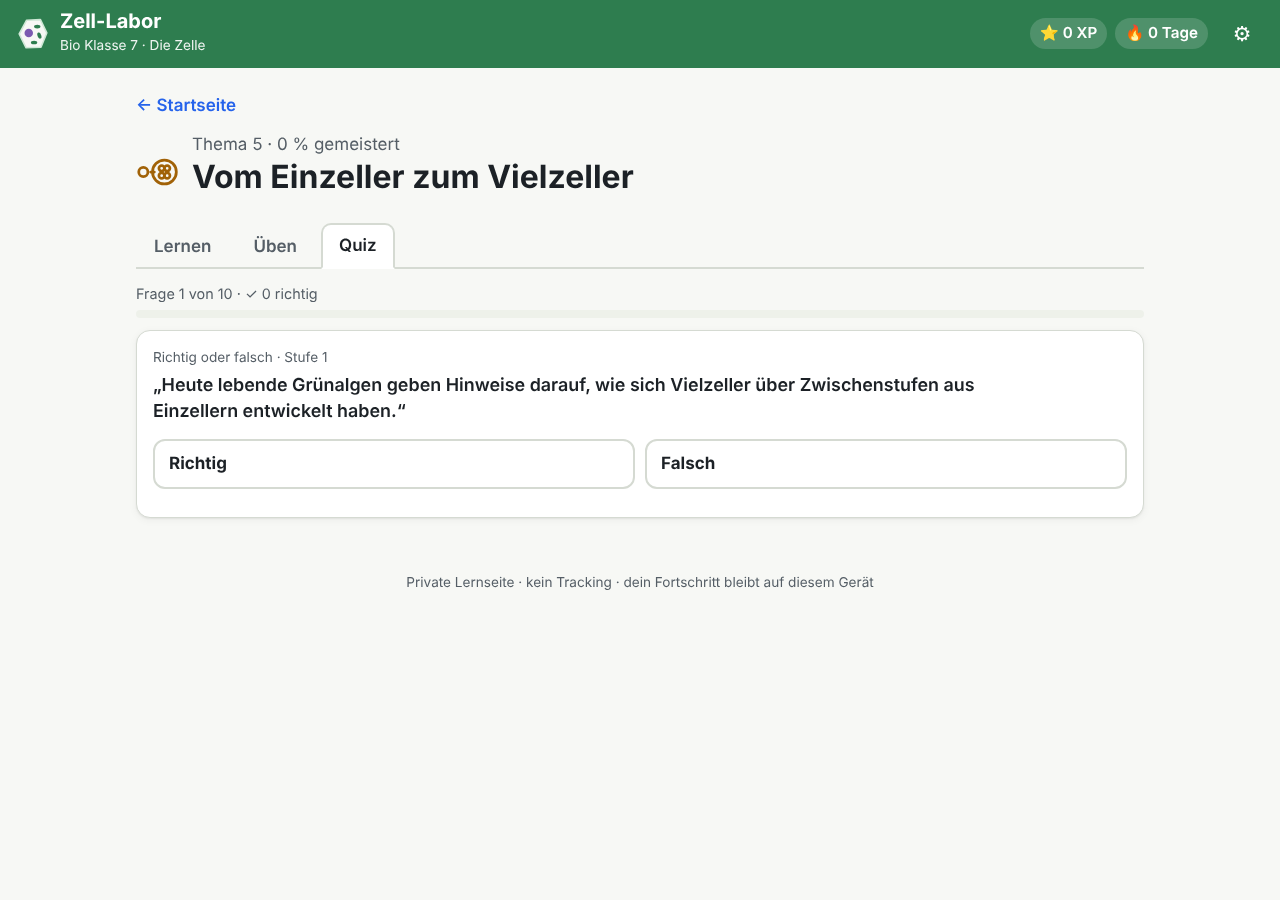 Zell-Labor
Bio Klasse 7 · Die Zelle
⭐ 0 XP
🔥 0 Tage
← Startseite
Thema 5 · 0 % gemeistert
Vom Einzeller zum Vielzeller
Lernen
Üben
Quiz
Frage 1 von 10 · ✓ 0 richtig
Richtig oder falsch · Stufe 1
„Heute lebende Grünalgen geben Hinweise darauf, wie sich Vielzeller über Zwischenstufen aus
Einzellern entwickelt haben.“
Richtig
Falsch
Private Lernseite · kein Tracking · dein Fortschritt bleibt auf diesem Gerät